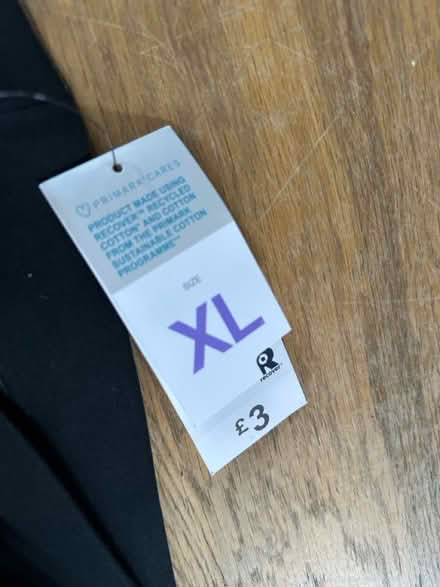 PRIMARK CARES
PRODUCT MADE USING
RECOVER™ RECYCLED
COTTON* AND COTTON
FROM THE PRIMARK
SUSTAINABLE COTTON
PROGRAMME**
SIZE
XL
R
recover™
£3